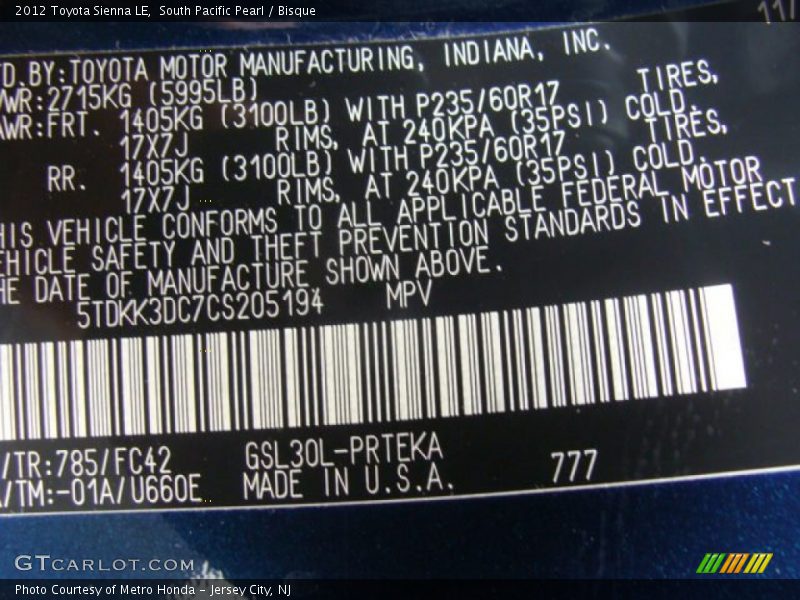 2012 Toyota Sienna LE, South Pacific Pearl / Bisque
11/
D.BY:TOYOTA MOTOR MANUFACTURING, INDIANA, INC.
WR:2715KG (5995LB)
AWR:FRT. 1405KG (3100LB) WITH P235/60R17 TIRES,
17X7J RIMS, AT 240KPA (35PSI) COLD.
RR. 1405KG (3100LB) WITH P235/60R17 TIRES,
17X7J RIMS, AT 240KPA (35PSI) COLD.
HIS VEHICLE CONFORMS TO ALL APPLICABLE FEDERAL MOTOR
EHICLE SAFETY AND THEFT PREVENTION STANDARDS IN EFFECT
HE DATE OF MANUFACTURE SHOWN ABOVE.
5TDKK3DC7CS205194 MPV
/TR:785/FC42 GSL30L-PRTEKA
/TM:-01A/U660E MADE IN U.S.A. 777
GTCARLOT.COM
Photo Courtesy of Metro Honda - Jersey City, NJ